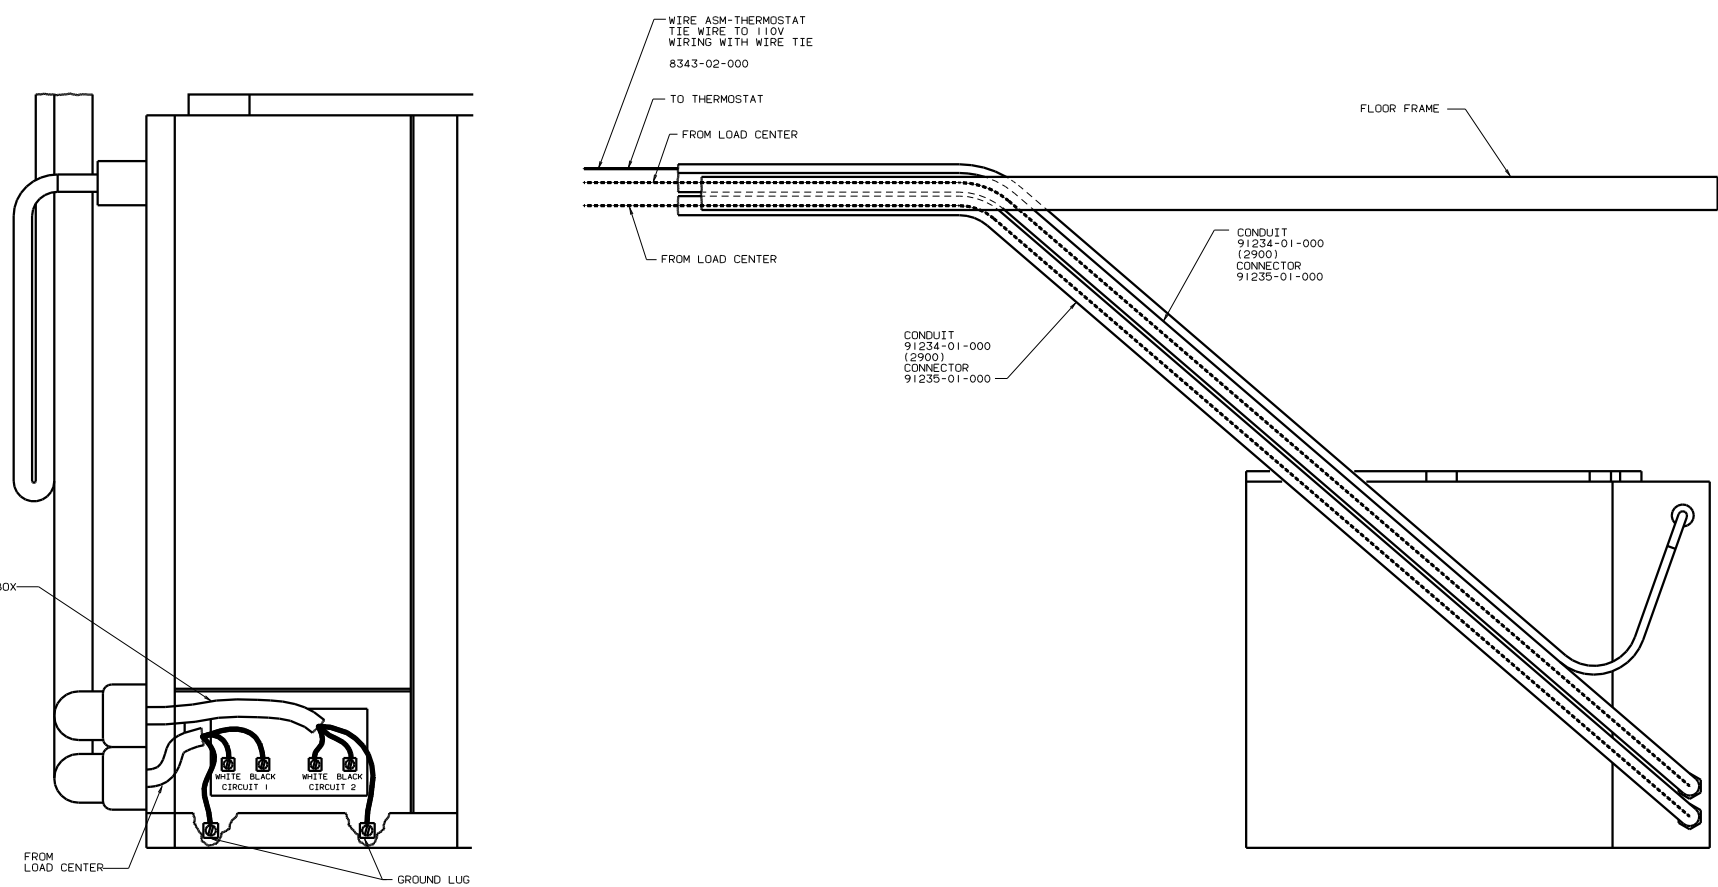 WIRE ASM-THERMOSTAT
TIE WIRE TO 110V
WIRING WITH WIRE TIE
8343-02-000
TO THERMOSTAT
FROM LOAD CENTER
FROM LOAD CENTER
FLOOR FRAME
CONDUIT
91234-01-000
(2900)
CONNECTOR
91235-01-000
CONDUIT
91234-01-000
(2900)
CONNECTOR
91235-01-000
BOX
WHITE BLACK
CIRCUIT 1
WHITE BLACK
CIRCUIT 2
FROM
LOAD CENTER
GROUND LUG